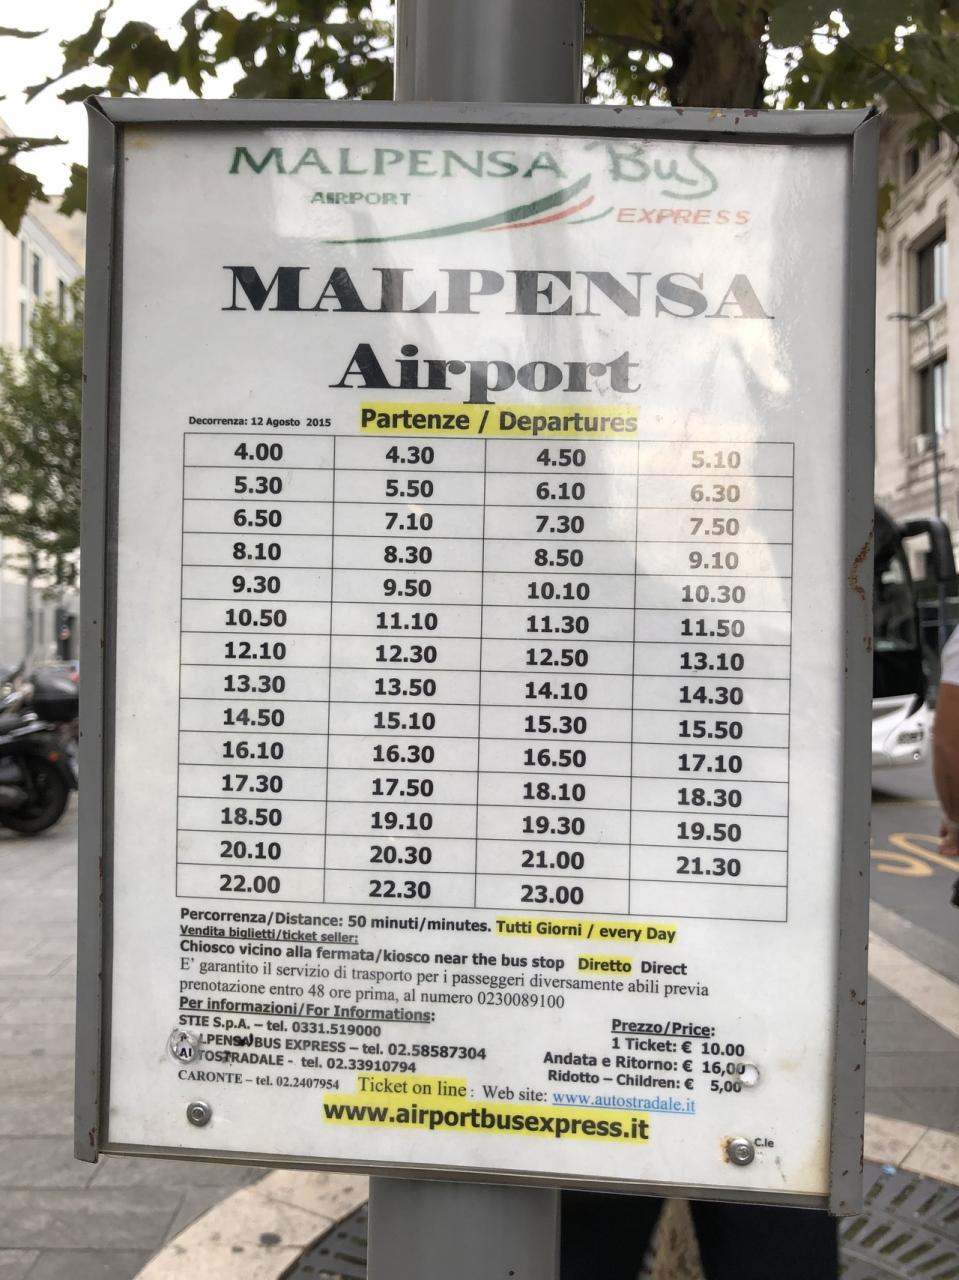 MALPENSA Bus
AIRPORT
EXPRESS
MALPENSA
Airport
Decorrenza: 12 Agosto 2015 Partenze / Departures
4.00 4.30 4.50 5.10
5.30 5.50 6.10 6.30
6.50 7.10 7.30 7.50
8.10 8.30 8.50 9.10
9.30 9.50 10.10 10.30
10.50 11.10 11.30 11.50
12.10 12.30 12.50 13.10
13.30 13.50 14.10 14.30
14.50 15.10 15.30 15.50
16.10 16.30 16.50 17.10
17.30 17.50 18.10 18.30
18.50 19.10 19.30 19.50
20.10 20.30 21.00 21.30
22.00 22.30 23.00
Percorrenza/Distance: 50 minuti/minutes. Tutti Giorni / every Day
Vendita biglietti/ticket seller:
Chiosco vicino alla fermata/kiosco near the bus stop Diretto Direct
E' garantito il servizio di trasporto per i passeggeri diversamente abili previa
prenotazione entro 48 ore prima, al numero 0230089100
Per informazioni/For Informations:
STIE S.p.A. – tel. 0331.519000
LPENSA BUS EXPRESS – tel. 02.58587304
TOSTRADALE - tel. 02.33910794
CARONTE – tel. 02.2407954
Prezzo/Price:
1 Ticket: € 10.00
Andata e Ritorno: € 16,00
Ridotto – Children: € 5,00
Ticket on line : Web site: www.autostradale.it
www.airportbusexpress.it
C.le